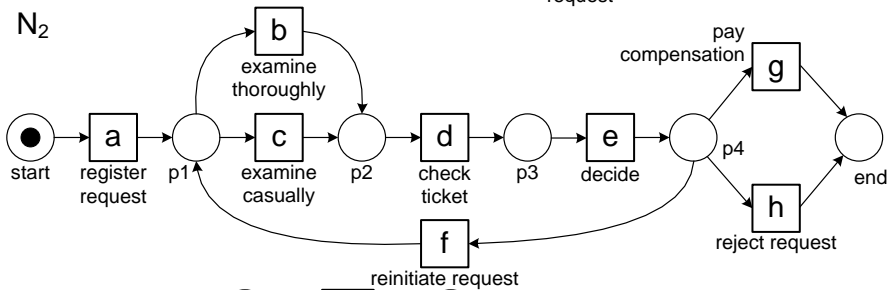 request
N2
b
examine
thoroughly
pay
compensation
g
start
a
register
request
p1
c
examine
casually
p2
d
check
ticket
p3
e
decide
p4
end
h
reject request
f
reinitiate request